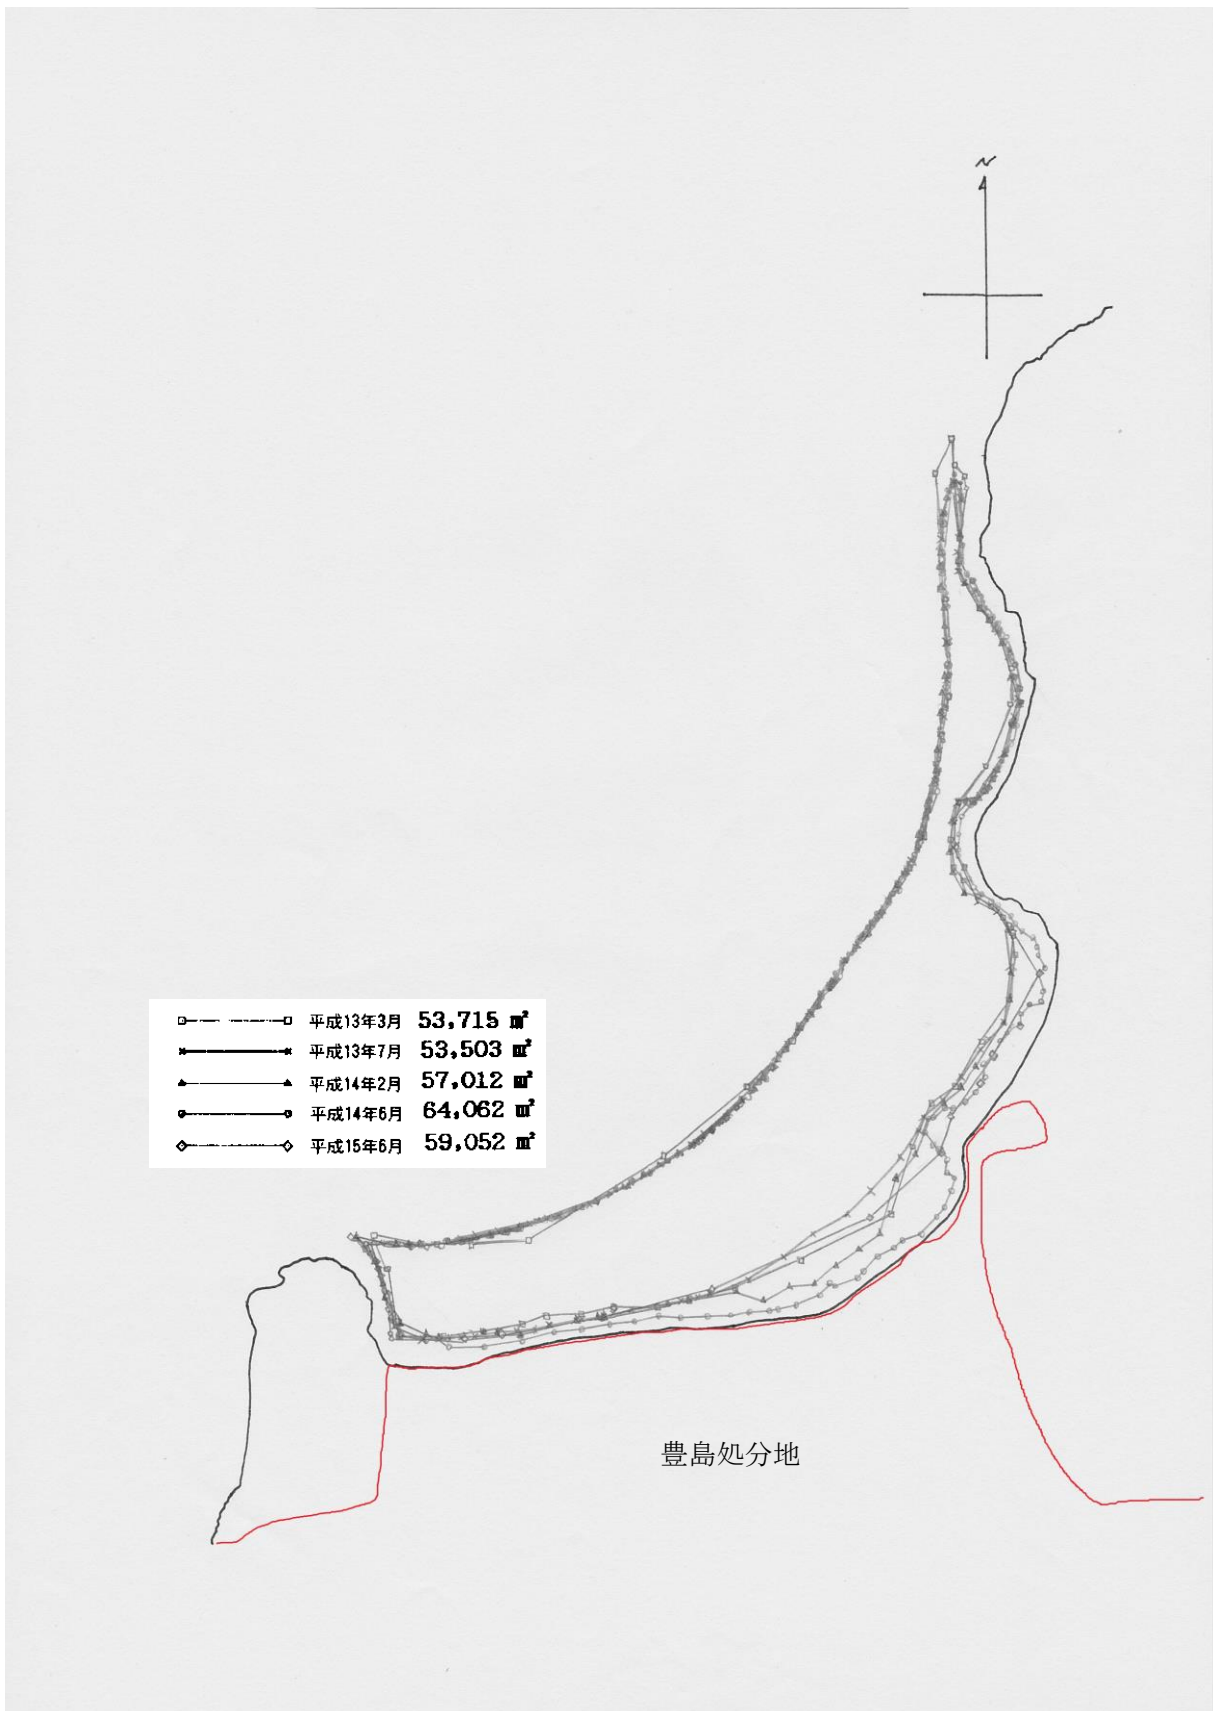 N
平成13年3月 53,715 ㎡
平成13年7月 53,503 ㎡
平成14年2月 57,012 ㎡
平成14年6月 64,062 ㎡
平成15年6月 59,052 ㎡
豊島処分地